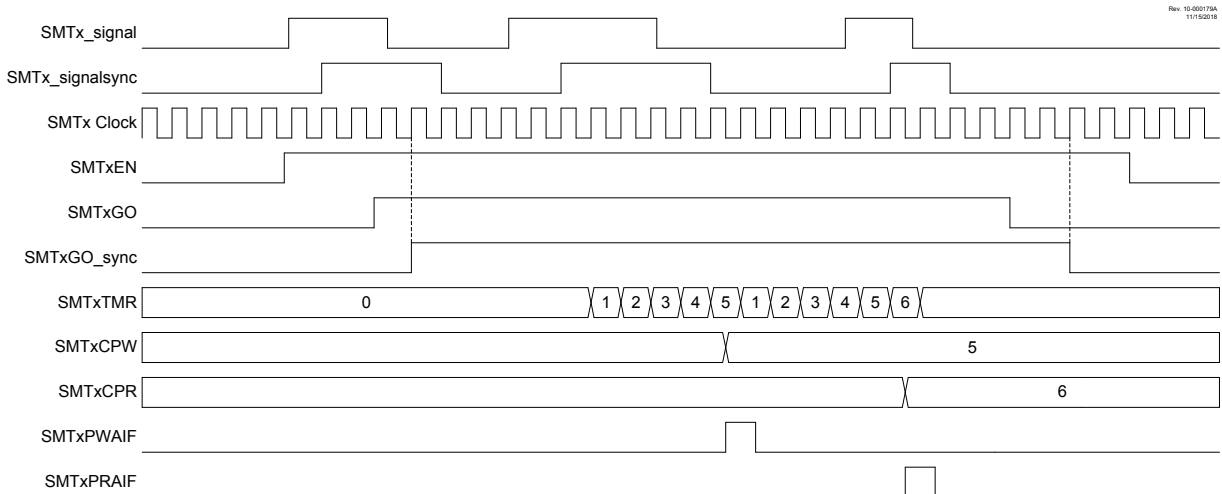 Rev. 10-000179A
11/15/2018
SMTx_signal
SMTx_signalsync
SMTx Clock
SMTxEN
SMTxGO
SMTxGO_sync
SMTxTMR 0 1 2 3 4 5 1 2 3 4 5 6
SMTxCPW 5
SMTxCPR 6
SMTxPWAIF
SMTxPRAIF